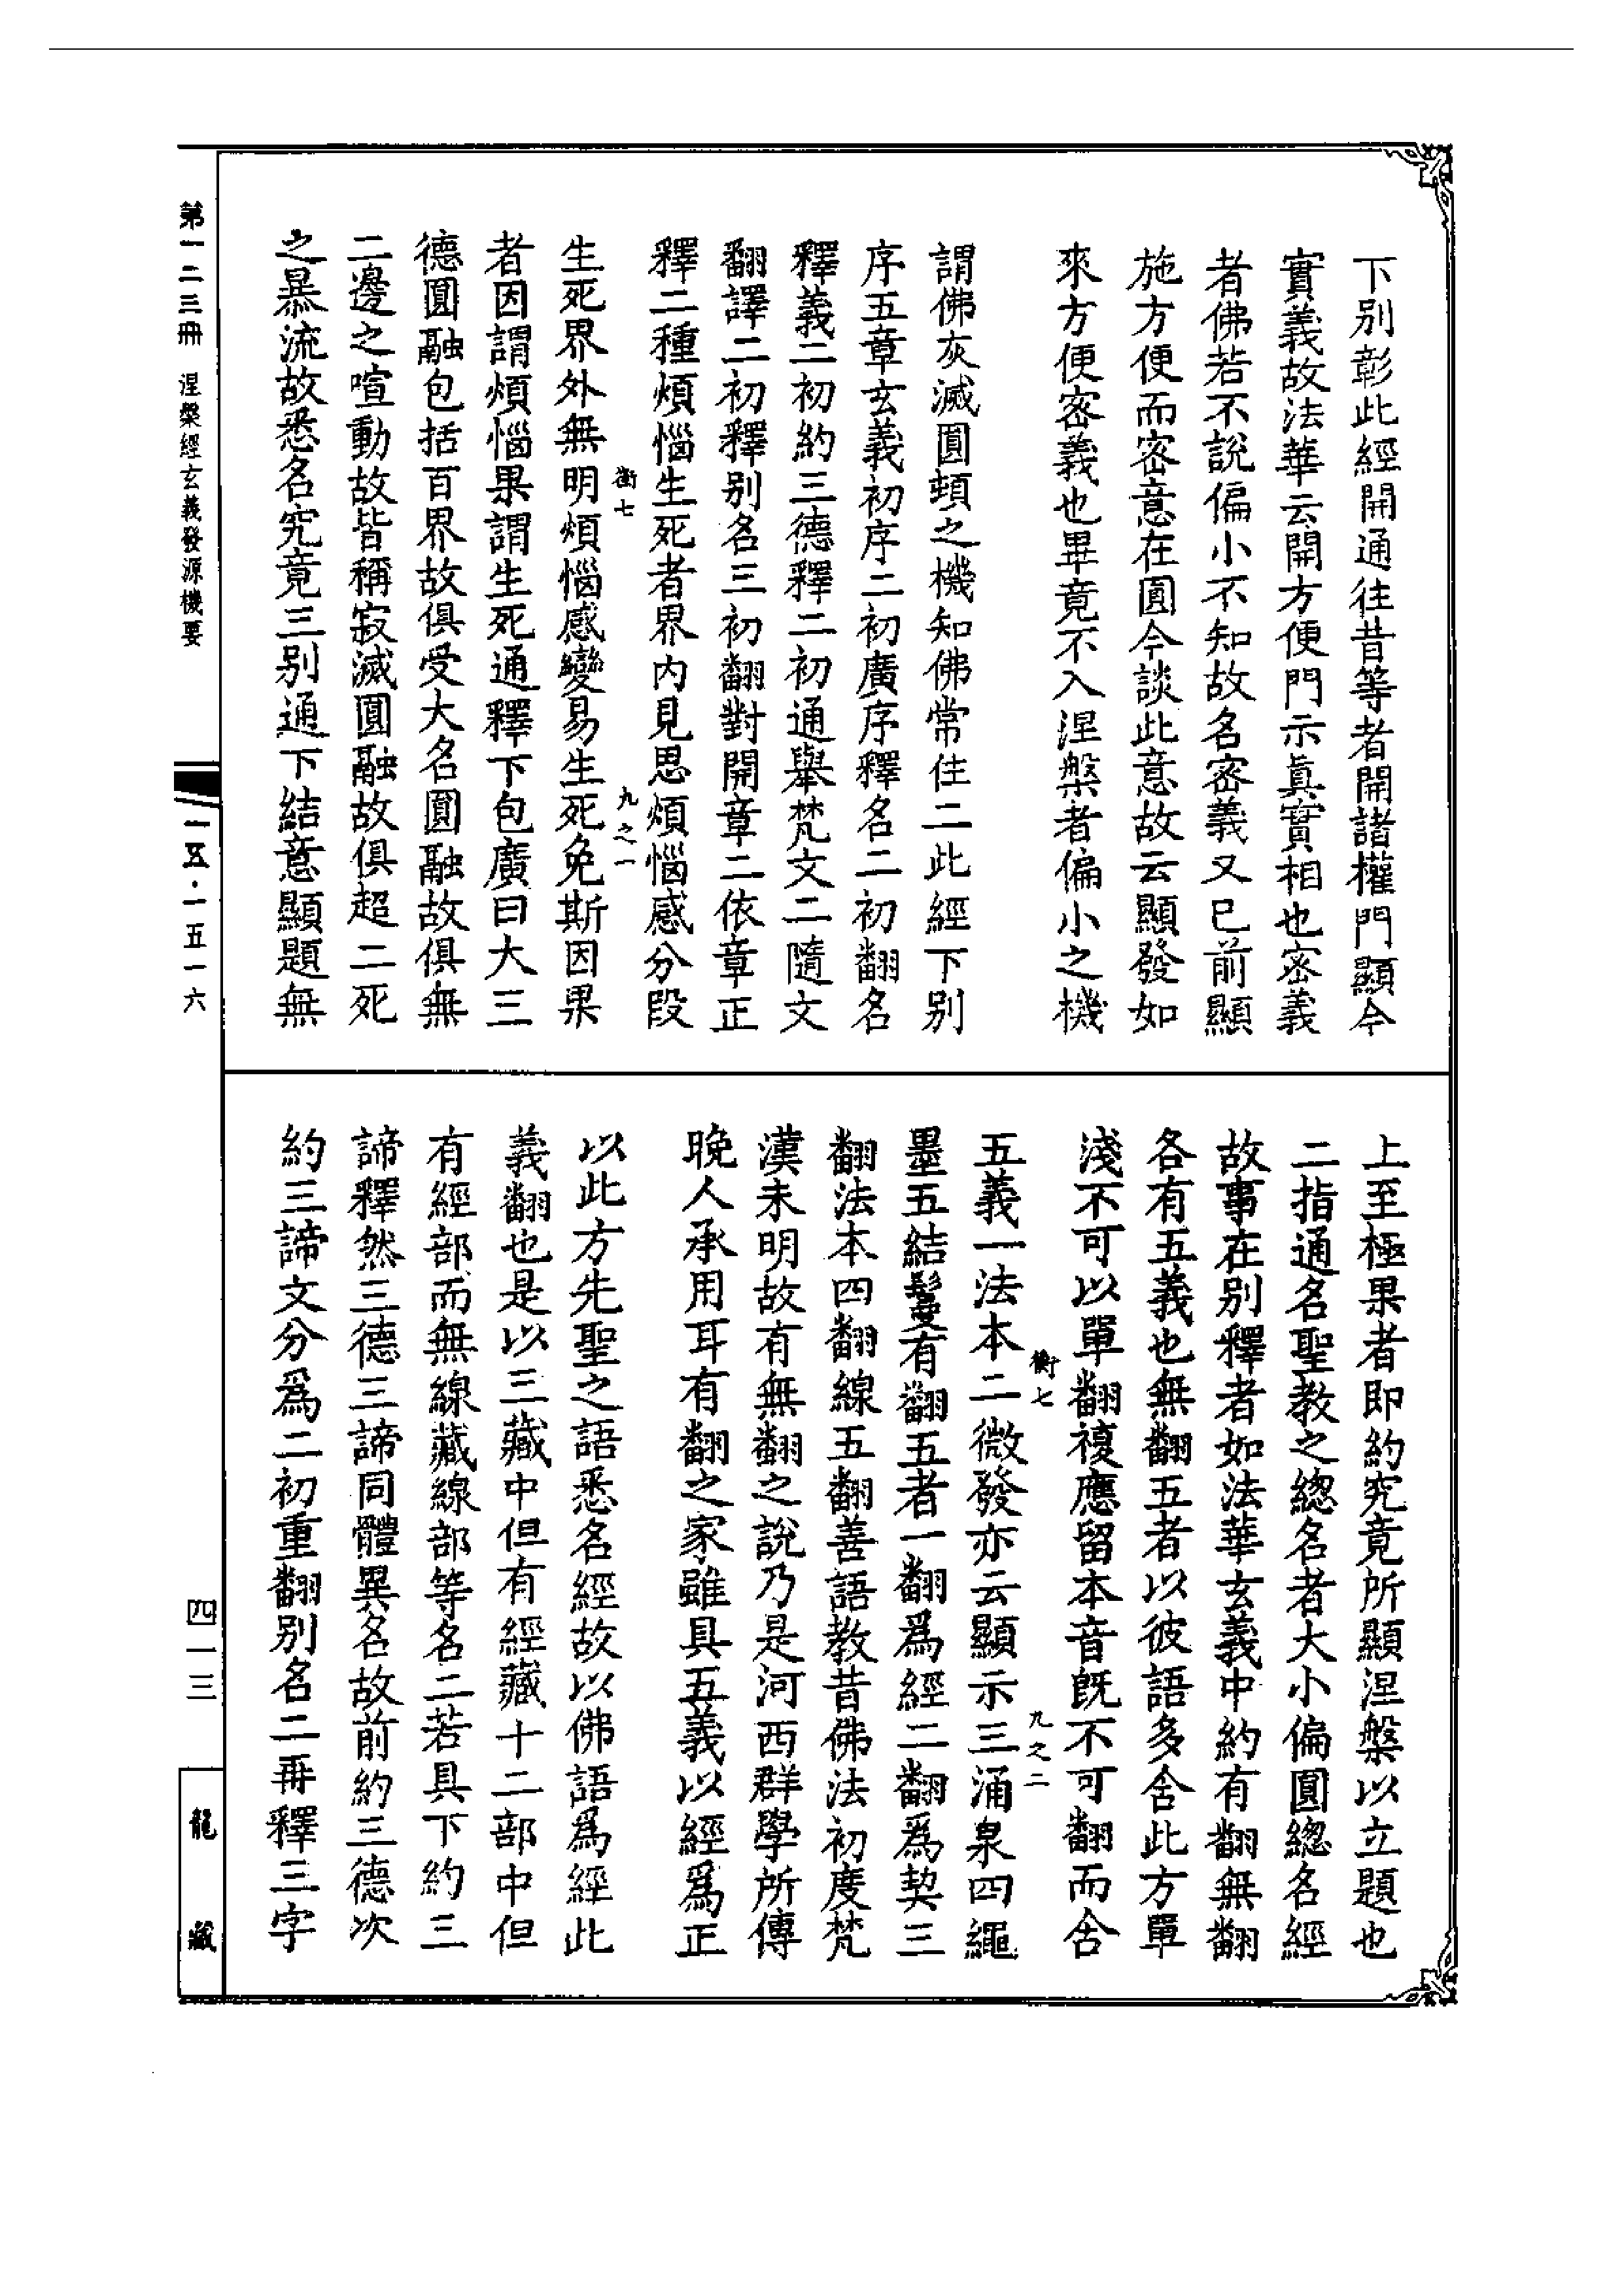 下別彰此經開通往昔等者開諸權門顯今
實義故法華云開方便門示眞實相也密義
者佛若不說偏小不知故名密義又已前顯
施方便而密意在圓今談此意故云顯發如
來方便密義也畢竟不入涅槃者偏小之機
謂佛灰滅圓頓之機知佛常住二此經下別
序五章玄義初序二初廣序釋名二初翻名
釋義二初約三德釋二初通舉梵文二隨文
翻譯二初釋別名三初翻對開章二依章正
釋二種煩惱生死者界內見思煩惱感分段
衡七
九之一
生死界外無明煩惱感變易生死免斯因果
者因謂煩惱果謂生死通釋下包廣曰大三
德圓融包括百界故俱受大名圓融故俱無
二邊之喧動故皆稱寂滅圓融故俱超二死
之暴流故悉名究竟三別通下結意顯題無
上至極果者即約究竟所顯涅槃以立題也
二指通名聖教之總名者大小偏圓總名經
故事在別釋者如法華玄義中約有翻無翻
各有五義也無翻五者以彼語多含此方單
淺不可以單翻複應留本音旣不可翻而含
衡七
九之二
五義一法本二微發亦云顯示三涌泉四繩
墨五結鬘有翻五者一翻爲經二翻爲契三
翻法本四翻線五翻善語教昔佛法初度梵
漢未明故有無翻之說乃是河西群學所傳
晚人承用耳有翻之家雖具五義以經爲正
以此方先聖之語悉名經故以佛語爲經此
義翻也是以三藏中但有經藏十二部中但
有經部而無線藏線部等名二若具下約三
諦釋然三德三諦同體異名故前約三德次
約三諦文分爲二初重翻別名二再釋三字
第一二三冊 涅槃經玄義發源機要
一五·一五一六
四一三
龍藏